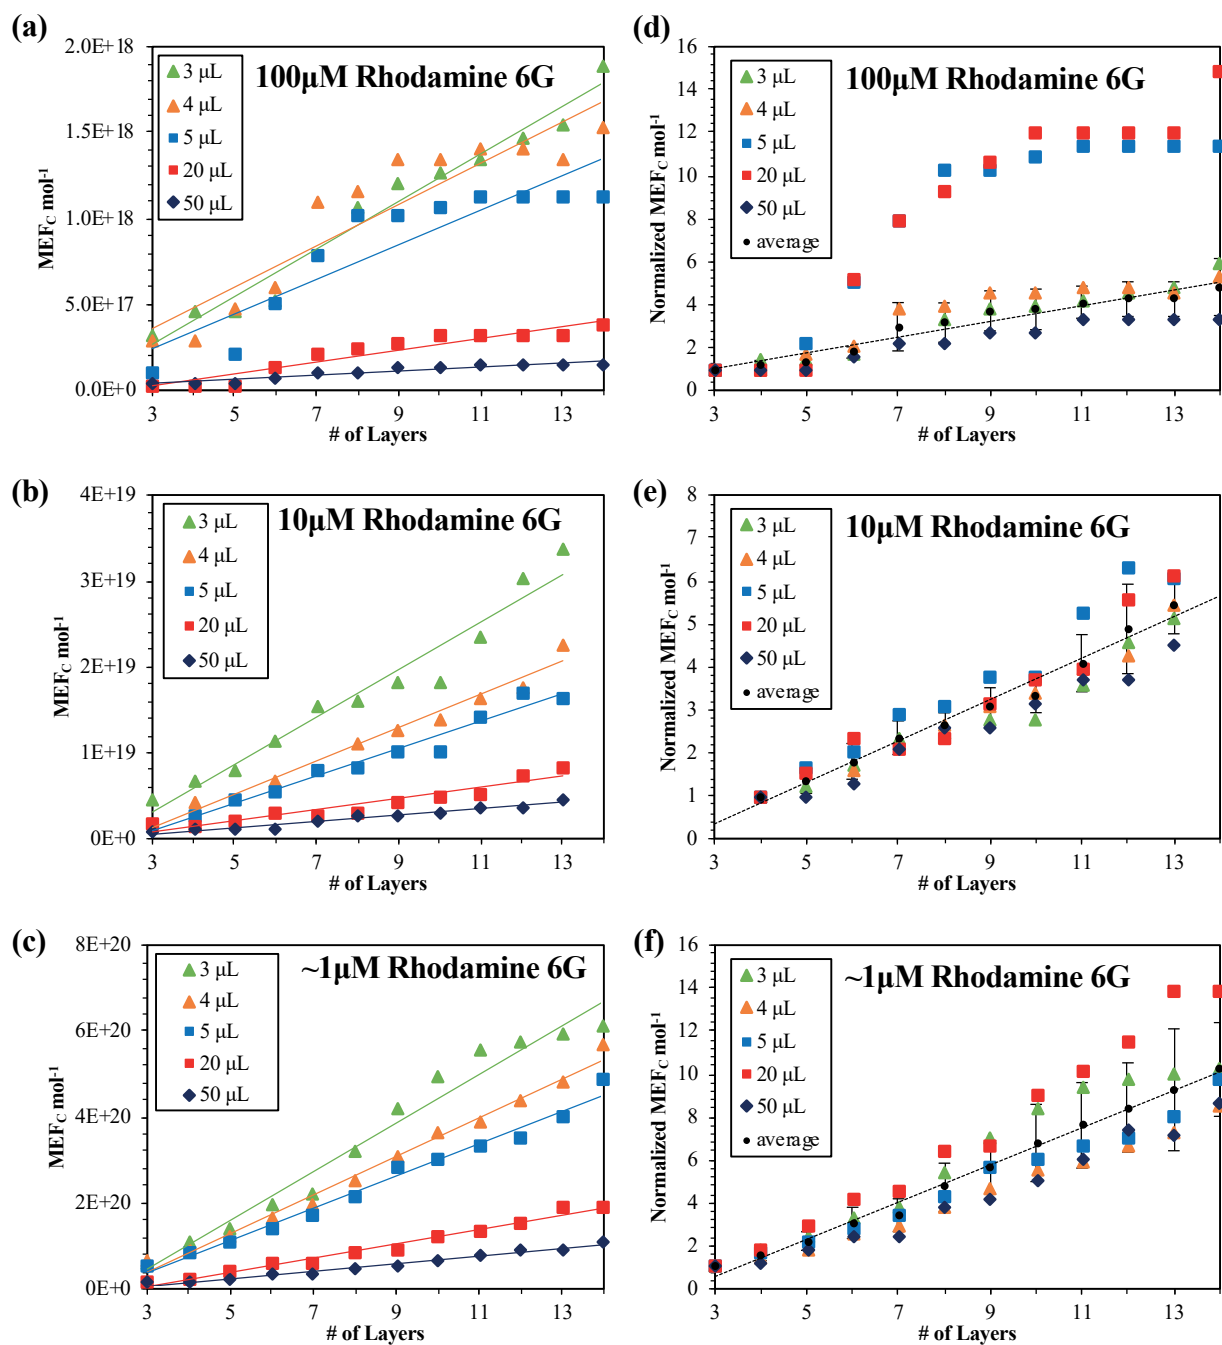 (a)
100μM Rhodamine 6G
3 μL
4 μL
5 μL
20 μL
50 μL
2.0E+18
1.5E+18
1.0E+18
5.0E+17
0.0E+0
MEFC mol-1
3 5 7 9 11 13
# of Layers
(d)
100μM Rhodamine 6G
3 μL
4 μL
5 μL
20 μL
50 μL
average
16
14
12
10
8
6
4
2
0
Normalized MEFC mol-1
3 5 7 9 11 13
# of Layers
(b)
10μM Rhodamine 6G
3 μL
4 μL
5 μL
20 μL
50 μL
4E+19
3E+19
2E+19
1E+19
0E+0
MEFC mol-1
3 5 7 9 11 13
# of Layers
(e)
10μM Rhodamine 6G
3 μL
4 μL
5 μL
20 μL
50 μL
average
8
7
6
5
4
3
2
1
0
Normalized MEFC mol-1
3 5 7 9 11 13
# of Layers
(c)
~1μM Rhodamine 6G
3 μL
4 μL
5 μL
20 μL
50 μL
8E+20
6E+20
4E+20
2E+20
0E+0
MEFC mol-1
3 5 7 9 11 13
# of Layers
(f)
~1μM Rhodamine 6G
3 μL
4 μL
5 μL
20 μL
50 μL
average
16
14
12
10
8
6
4
2
0
Normalized MEFC mol-1
3 5 7 9 11 13
# of Layers